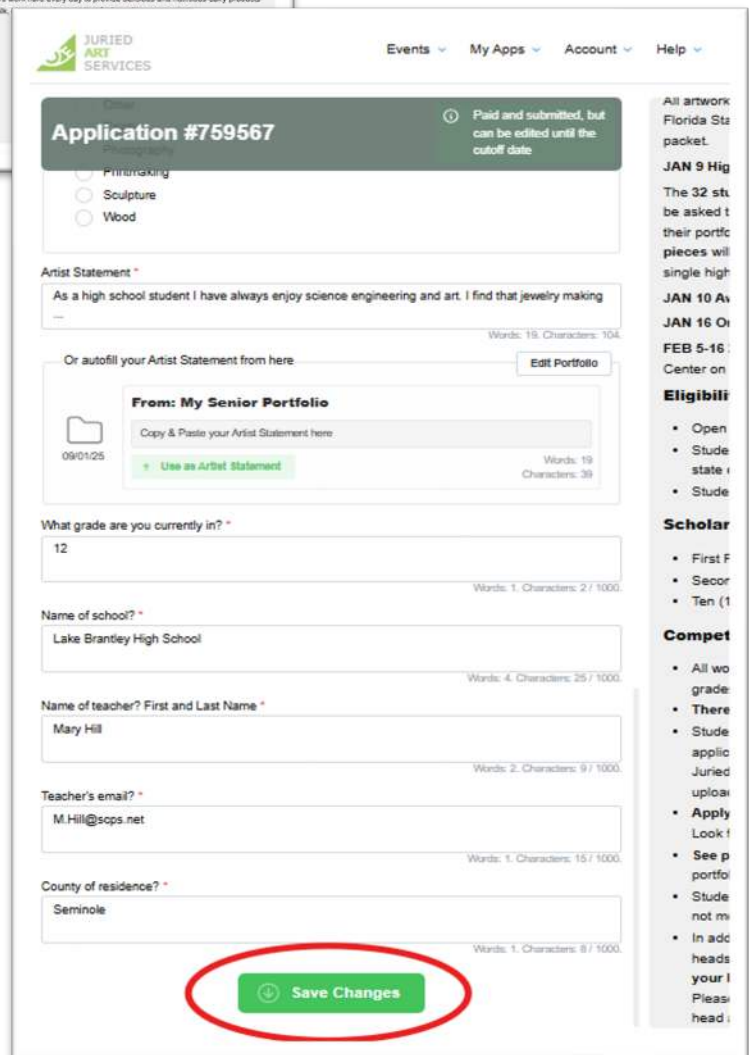 JURIED
ART
SERVICES
Events
My Apps
Account
Help
Application #759567
Paid and submitted, but
can be edited until the
cutoff date
Printmaking
Sculpture
Wood
Artist Statement *
As a high school student I have always enjoy science engineering and art. I find that jewelry making
...
Words: 19. Characters: 104.
Or autofill your Artist Statement from here
Edit Portfolio
From: My Senior Portfolio
Copy & Paste your Artist Statement here
09/01/25
Use as Artist Statement
Words: 19
Characters: 39
What grade are you currently in? *
12
Words: 1. Characters: 2 / 1000.
Name of school? *
Lake Brantley High School
Words: 4. Characters: 25 / 1000.
Name of teacher? First and Last Name *
Mary Hill
Words: 2. Characters: 9 / 1000.
Teacher's email? *
M.Hill@scps.net
Words: 1. Characters: 15 / 1000.
County of residence? *
Seminole
Words: 1. Characters: 8 / 1000.
Save Changes
All artwork
Florida Sta
packet.
JAN 9 Hig
The 32 stu
be asked t
their portfo
pieces wil
single high
JAN 10 Aw
JAN 16 On
FEB 5-16
Center on
Eligibili
Open
Stude
state
Stude
Scholar
First F
Secon
Ten (1
Compet
All wo
grade
There
Stude
applic
Juried
uploa
Apply
Look
See p
portfo
Stude
not m
In add
heads
your
Pleas
head